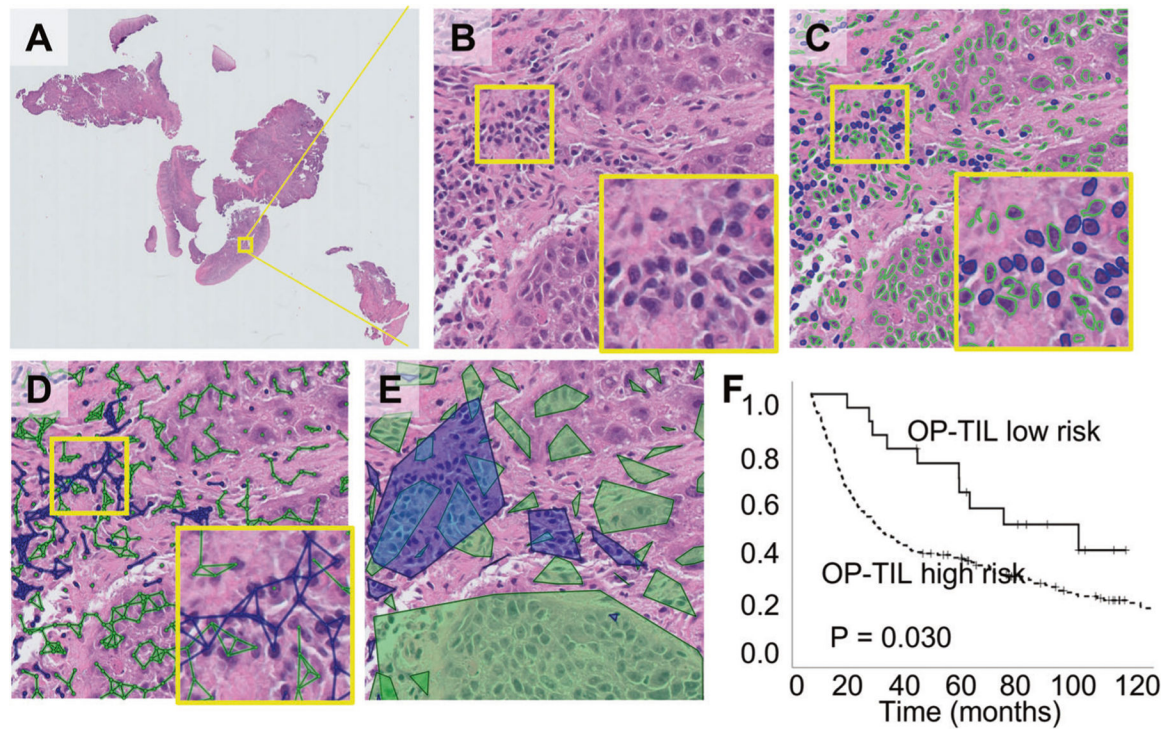 A
B
C
D
E
F
1.0
0.8
0.6
0.4
0.2
0.0
OP-TIL low risk
OP-TIL high risk
P = 0.030
0 20 40 60 80 100 120
Time (months)